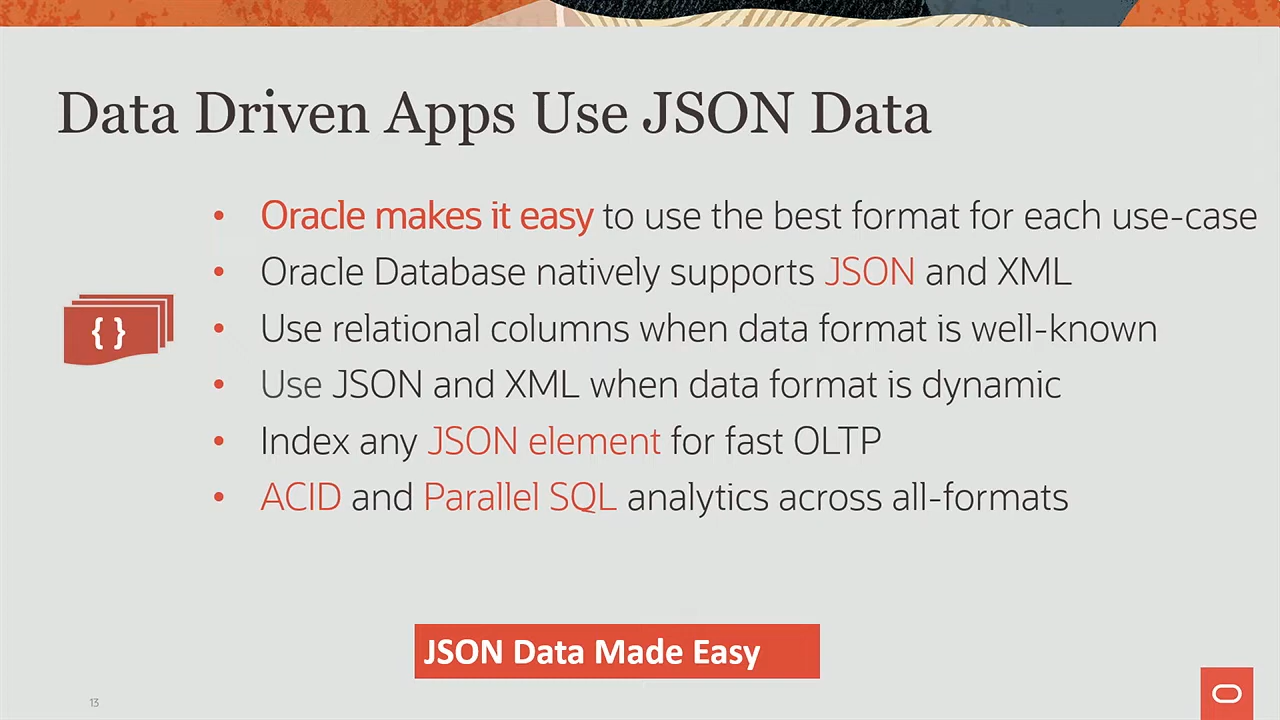 Data Driven Apps Use JSON Data
• Oracle makes it easy to use the best format for each use-case
• Oracle Database natively supports JSON and XML
{ }
• Use relational columns when data format is well-known
• Use JSON and XML when data format is dynamic
• Index any JSON element for fast OLTP
• ACID and Parallel SQL analytics across all-formats
JSON Data Made Easy
13